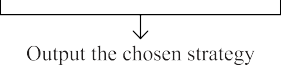 Output the chosen strategy